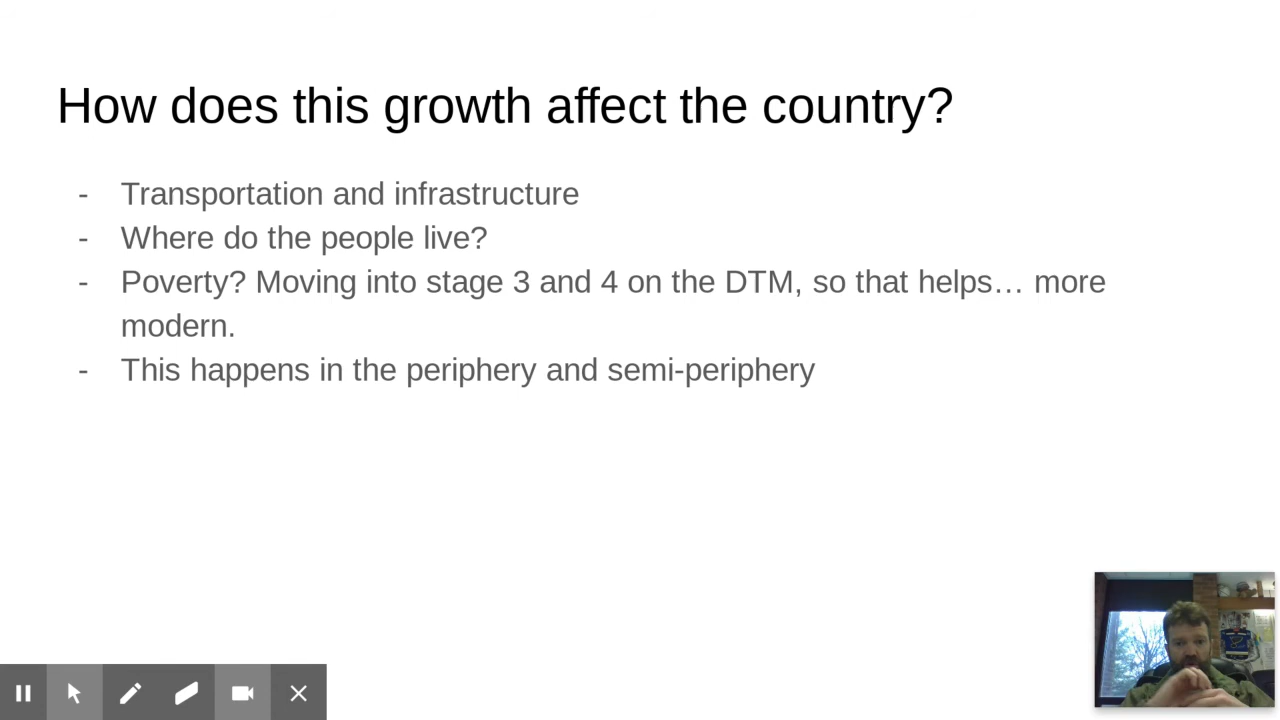 How does this growth affect the country?
- Transportation and infrastructure
- Where do the people live?
- Poverty? Moving into stage 3 and 4 on the DTM, so that helps… more
modern.
- This happens in the periphery and semi-periphery